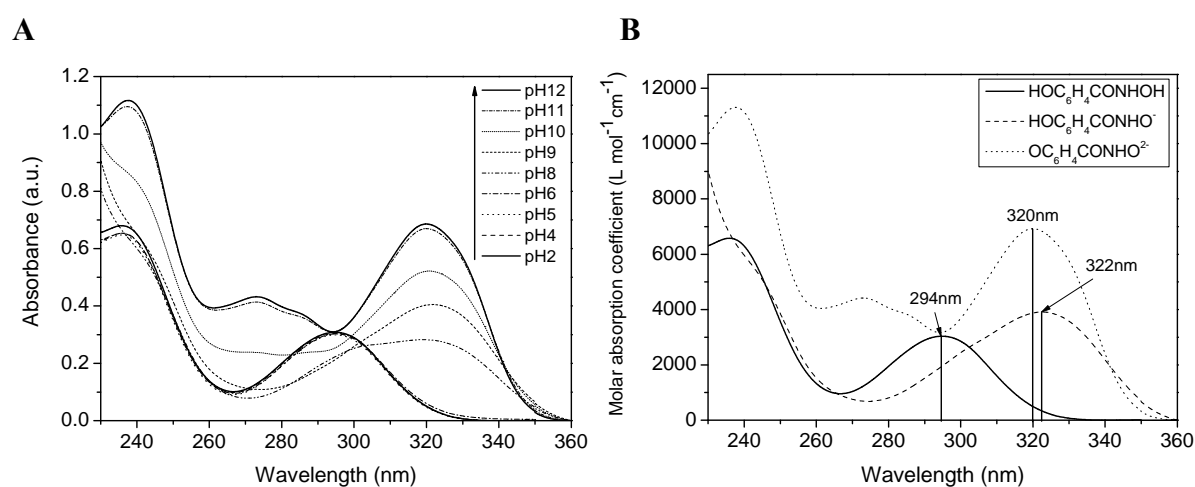 A
B
1.2
1.0
0.8
0.6
0.4
0.2
0.0
Absorbance (a.u.)
240 260 280 300 320 340 360
Wavelength (nm)
pH12
pH11
pH10
pH9
pH8
pH6
pH5
pH4
pH2
12000
10000
8000
6000
4000
2000
0
Molar absorption coefficient (L mol⁻¹cm⁻¹)
240 260 280 300 320 340 360
Wavelength (nm)
HOC₆H₄CONHOH
HOC₆H₄CONHO⁻
OC₆H₄CONHO²⁻
320nm
294nm
322nm